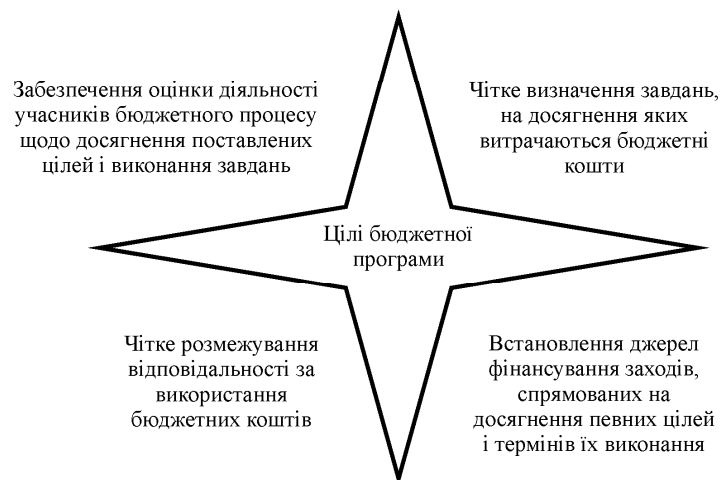 Забезпечення оцінки діяльності
учасників бюджетного процесу
щодо досягнення поставлених
цілей і виконання завдань
Чітке визначення завдань,
на досягнення яких
витрачаються бюджетні
кошти
Цілі бюджетної
програми
Чітке розмежування
відповідальності за
використання
бюджетних коштів
Встановлення джерел
фінансування заходів,
спрямованих на
досягнення певних цілей
і термінів їх виконання